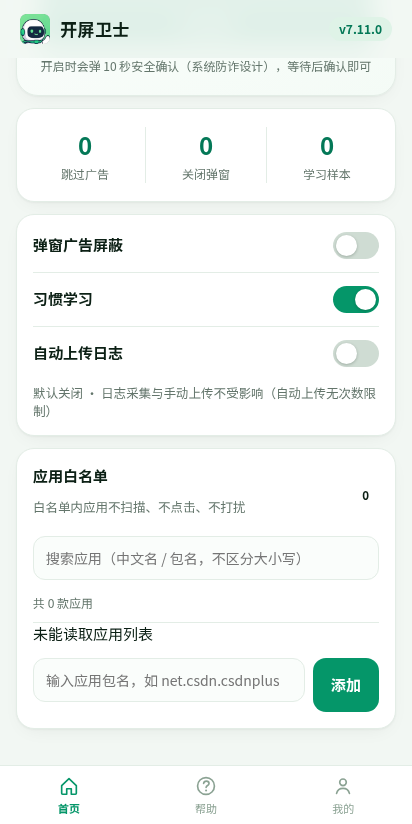 开屏卫士
v7.11.0
开启时会弹 10 秒安全确认（系统防诈设计），等待后确认即可
0
跳过广告
0
关闭弹窗
0
学习样本
弹窗广告屏蔽
习惯学习
自动上传日志
默认关闭 · 日志采集与手动上传不受影响（自动上传无次数限
制）
应用白名单
白名单内应用不扫描、不点击、不打扰
0
搜索应用（中文名 / 包名，不区分大小写）
共 0 款应用
未能读取应用列表
输入应用包名，如 net.csdn.csdnplus
添加
首页
帮助
我的